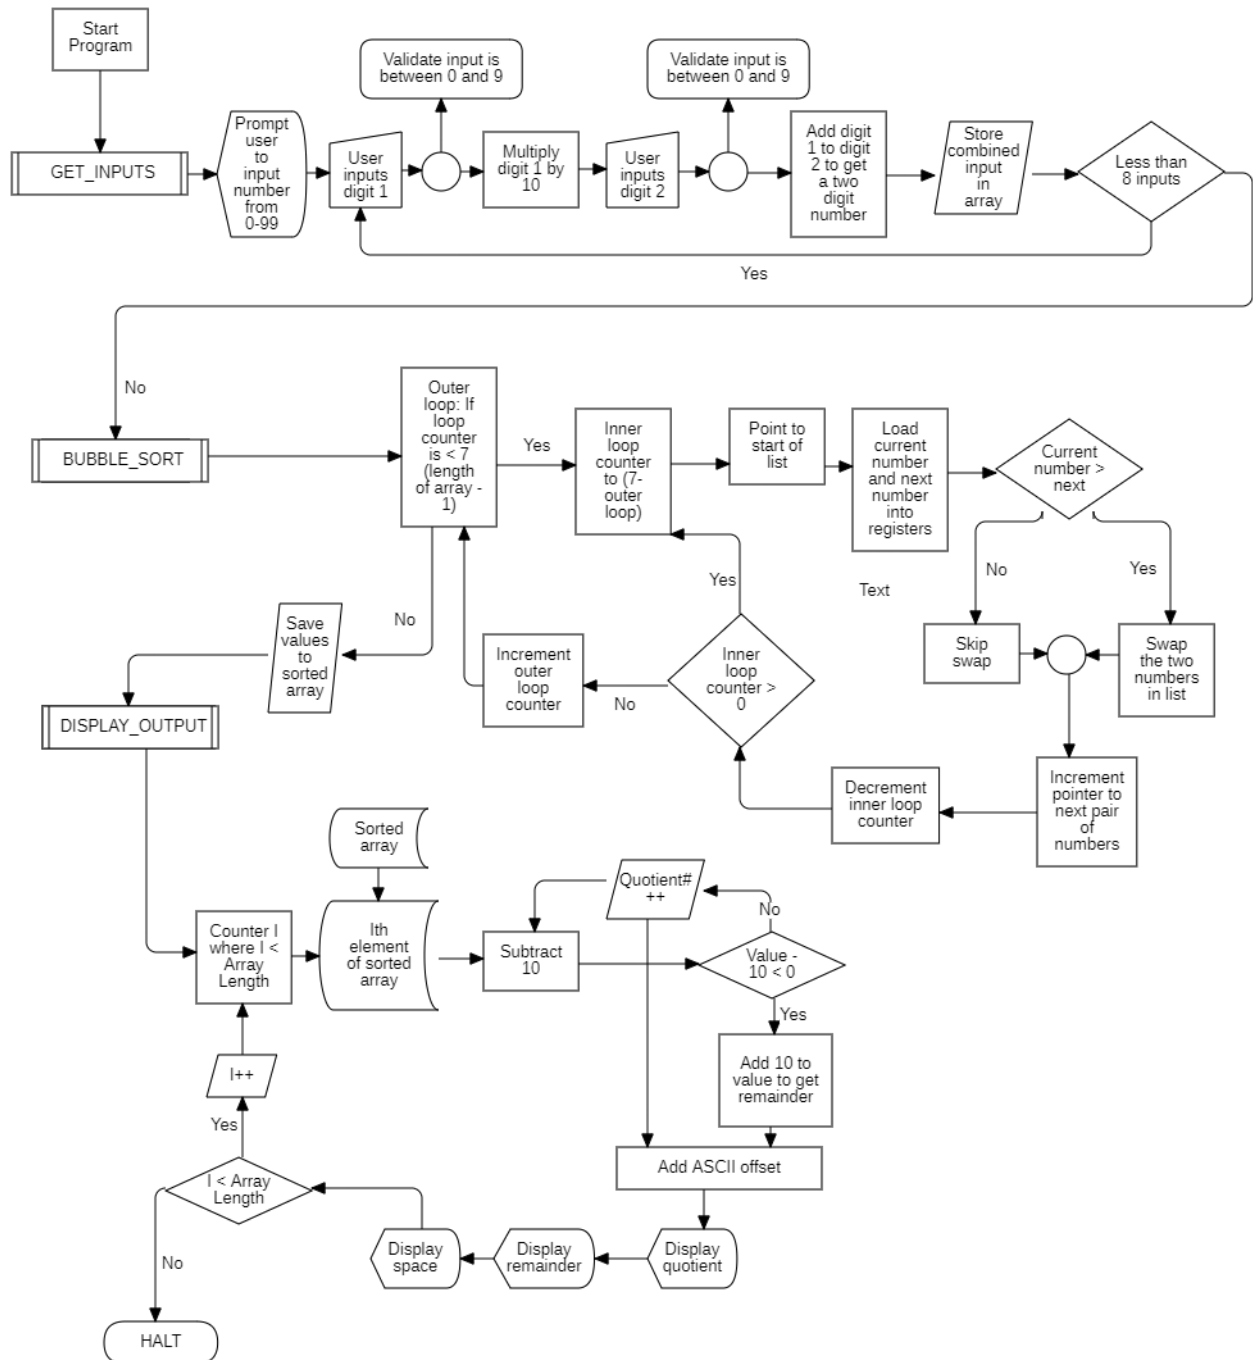 Start
Program
Validate input is
between 0 and 9
Validate input is
between 0 and 9
GET_INPUTS
Prompt
user
to
input
number
from
0-99
User
inputs
digit 1
Multiply
digit 1 by
10
User
inputs
digit 2
Add digit
1 to digit
2 to get
a two
digit
number
Store
combined
input
in
array
Less than
8 inputs
Yes
No
BUBBLE_SORT
Outer
loop: If
loop
counter
is < 7
(length
of array -
1)
Yes
Inner
loop
counter
to (7-
outer
loop)
Point to
start of
list
Load
current
number
and next
number
into
registers
Current
number >
next
No
Yes
Text
Skip
swap
Swap
the two
numbers
in list
Increment
pointer to
next pair
of
numbers
Decrement
inner loop
counter
Inner
loop
counter >
0
Yes
No
Increment
outer
loop
counter
No
Save
values
to
sorted
array
DISPLAY_OUTPUT
Sorted
array
Counter I
where I <
Array
Length
Ith
element
of sorted
array
Subtract
10
Quotient#
++
No
Value -
10 < 0
Yes
Add 10 to
value to get
remainder
Add ASCII offset
Display
quotient
Display
remainder
Display
space
I < Array
Length
Yes
I++
No
HALT